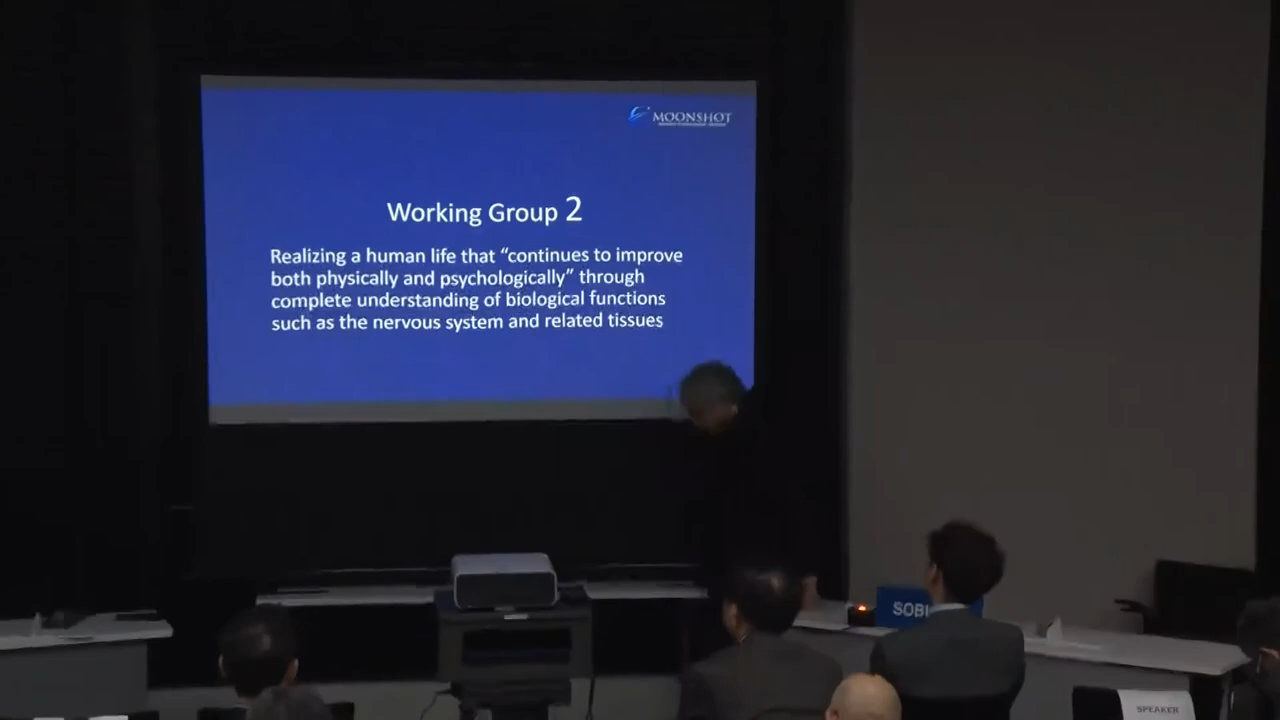 MOONSHOT
Working Group 2
Realizing a human life that “continues to improve
both physically and psychologically” through
complete understanding of biological functions
such as the nervous system and related tissues
SPEAKER